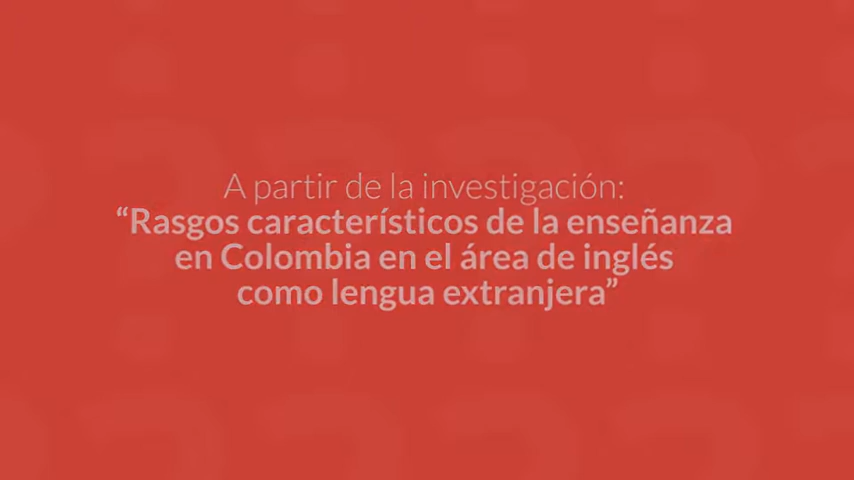 A partir de la investigación:
“Rasgos característicos de la enseñanza
en Colombia en el área de inglés
como lengua extranjera”